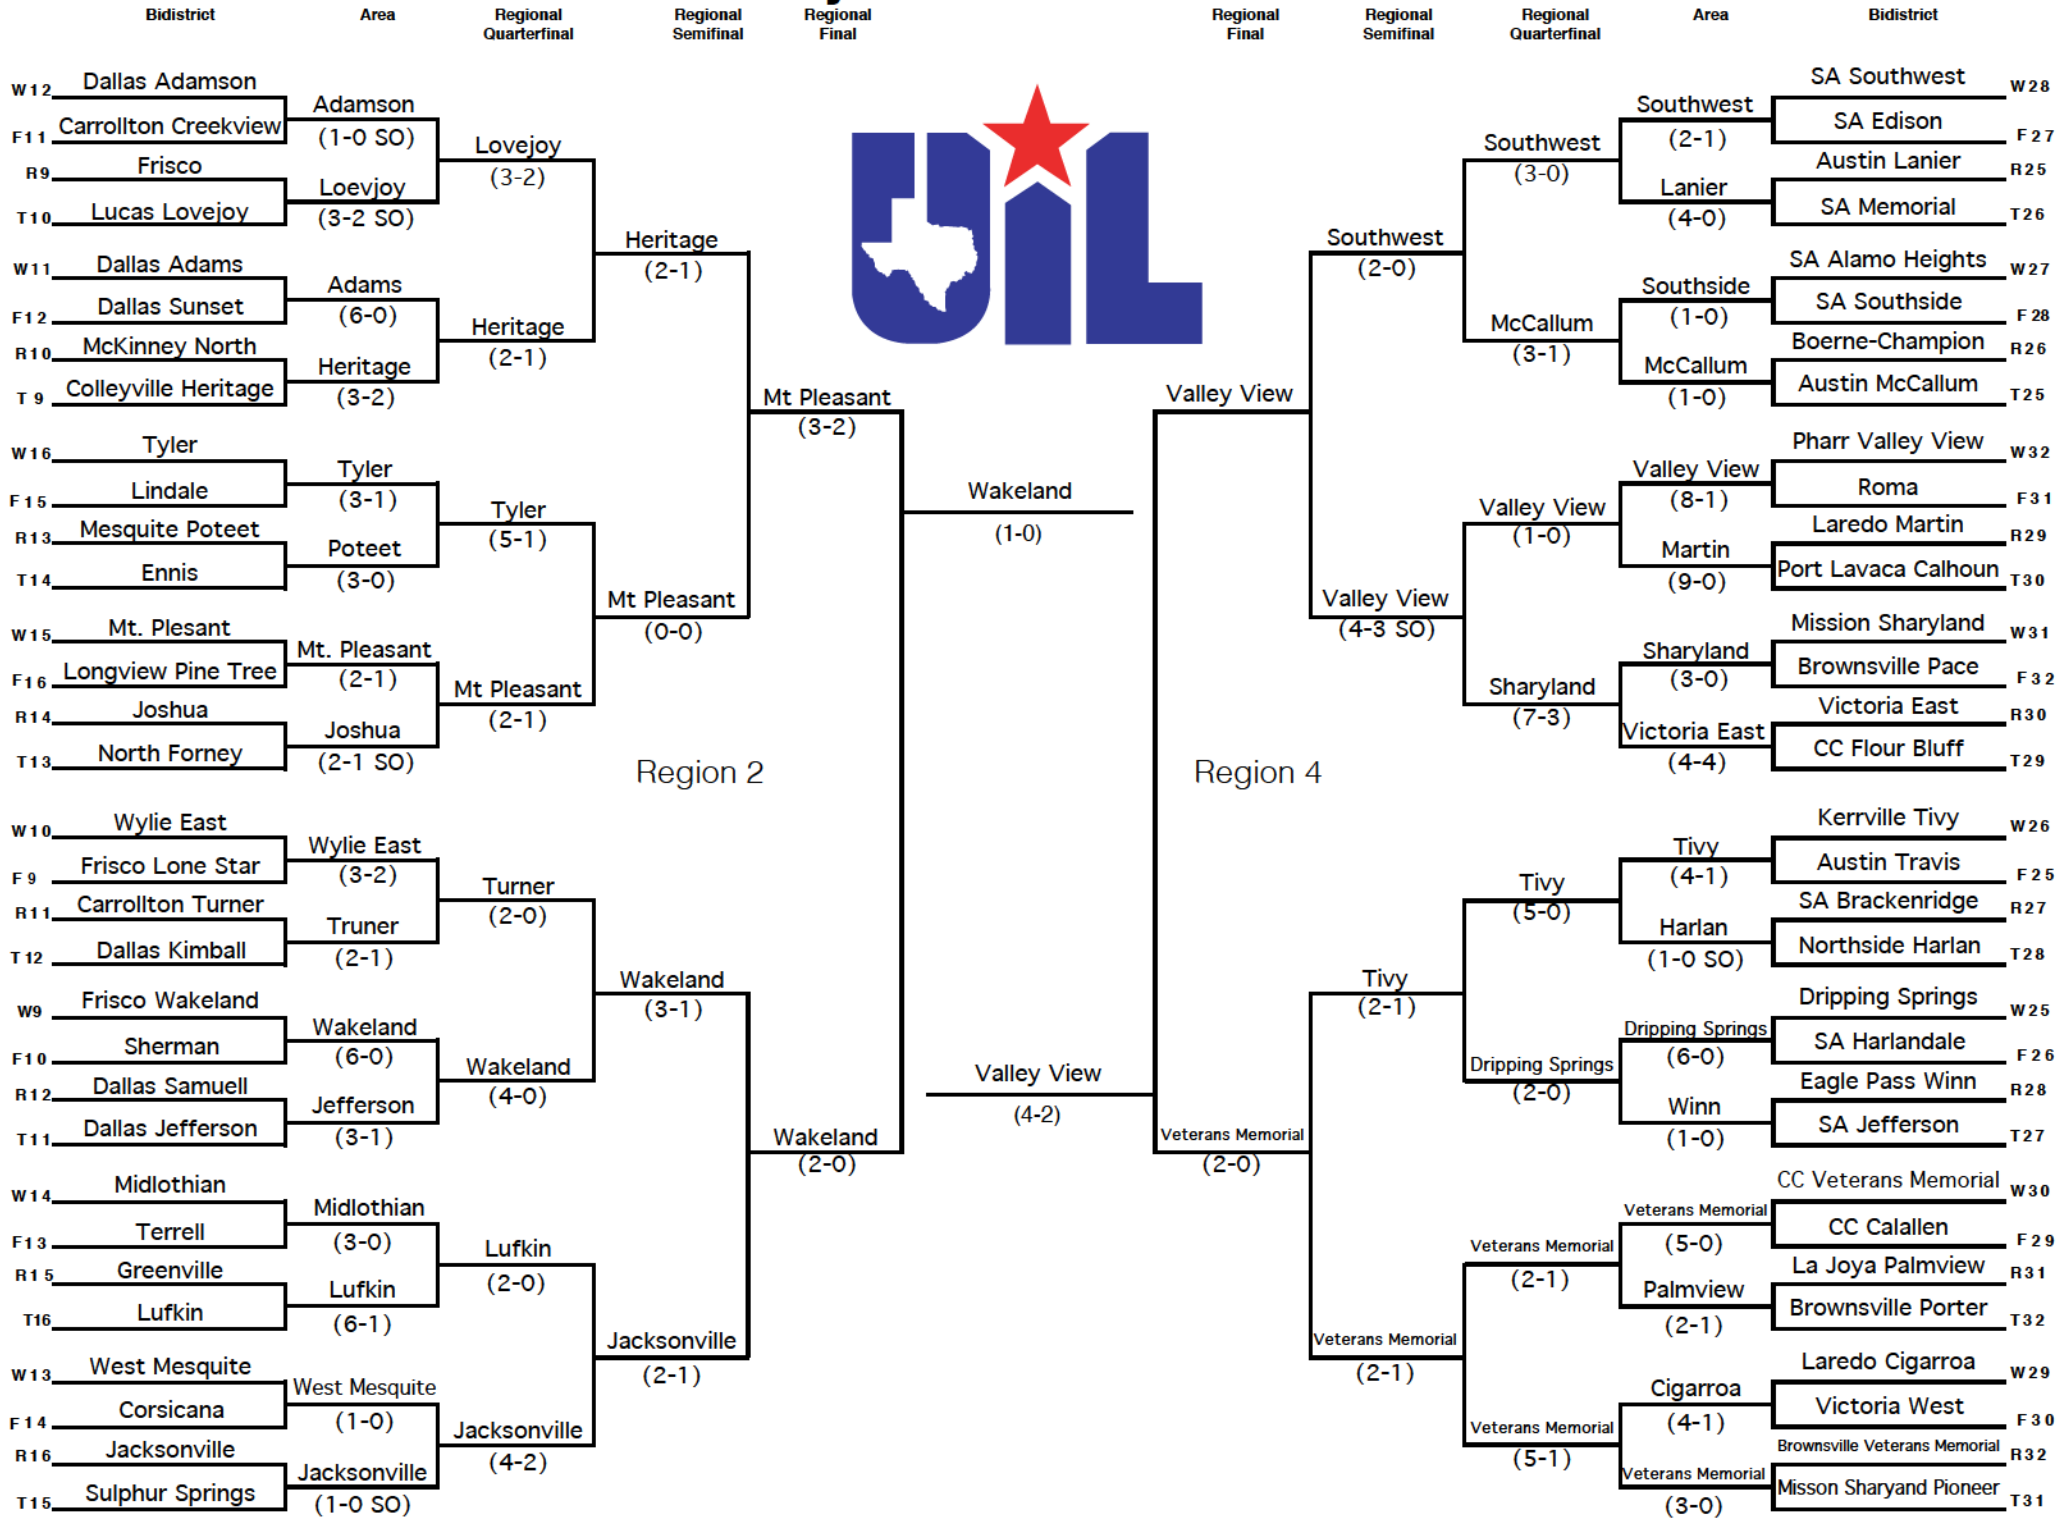 Bidistrict
Area
Regional
Quarterfinal
Regional
Semifinal
Regional
Final
Regional
Final
Regional
Semifinal
Regional
Quarterfinal
Area
Bidistrict
W12 Dallas Adamson
F11 Carrollton Creekview
R9 Frisco
T10 Lucas Lovejoy
W11 Dallas Adams
F12 Dallas Sunset
R10 McKinney North
T 9 Colleyville Heritage
W16 Tyler
F15 Lindale
R13 Mesquite Poteet
T14 Ennis
W15 Mt. Plesant
F16 Longview Pine Tree
R14 Joshua
T13 North Forney
W10 Wylie East
F 9 Frisco Lone Star
R11 Carrollton Turner
T12 Dallas Kimball
W9 Frisco Wakeland
F10 Sherman
R12 Dallas Samuell
T11 Dallas Jefferson
W14 Midlothian
F13 Terrell
R15 Greenville
T16 Lufkin
W13 West Mesquite
F14 Corsicana
R16 Jacksonville
T15 Sulphur Springs
Adamson
(1-0 SO)
Loevjoy
(3-2 SO)
Adams
(6-0)
Heritage
(3-2)
Tyler
(3-1)
Poteet
(3-0)
Mt. Pleasant
(2-1)
Joshua
(2-1 SO)
Wylie East
(3-2)
Truner
(2-1)
Wakeland
(6-0)
Jefferson
(3-1)
Midlothian
(3-0)
Lufkin
(6-1)
West Mesquite
(1-0)
Jacksonville
(1-0 SO)
Lovejoy
(3-2)
Heritage
(2-1)
Tyler
(5-1)
Mt Pleasant
(2-1)
Turner
(2-0)
Wakeland
(4-0)
Lufkin
(2-0)
Jacksonville
(4-2)
Heritage
(2-1)
Mt Pleasant
(0-0)
Wakeland
(3-1)
Jacksonville
(2-1)
Region 2
Mt Pleasant
(3-2)
Wakeland
(2-0)
UIL
Wakeland
(1-0)
Valley View
(4-2)
Valley View
Veterans Memorial
(2-0)
Region 4
Southwest
(2-0)
Valley View
(4-3 SO)
Tivy
(2-1)
Veterans Memorial
(2-1)
Southwest
(3-0)
McCallum
(3-1)
Valley View
(1-0)
Sharyland
(7-3)
Tivy
(5-0)
Dripping Springs
(2-0)
Veterans Memorial
(2-1)
Veterans Memorial
(5-1)
Southwest
(2-1)
Lanier
(4-0)
Southside
(1-0)
McCallum
(1-0)
Valley View
(8-1)
Martin
(9-0)
Sharyland
(3-0)
Victoria East
(4-4)
Tivy
(4-1)
Harlan
(1-0 SO)
Dripping Springs
(6-0)
Winn
(1-0)
Veterans Memorial
(5-0)
Palmview
(2-1)
Cigarroa
(4-1)
Veterans Memorial
(3-0)
SA Southwest W28
SA Edison F27
Austin Lanier R25
SA Memorial T26
SA Alamo Heights W27
SA Southside F28
Boerne-Champion R26
Austin McCallum T25
Pharr Valley View W32
Roma F31
Laredo Martin R29
Port Lavaca Calhoun T30
Mission Sharyland W31
Brownsville Pace F32
Victoria East R30
CC Flour Bluff T29
Kerrville Tivy W26
Austin Travis F25
SA Brackenridge R27
Northside Harlan T28
Dripping Springs W25
SA Harlandale F26
Eagle Pass Winn R28
SA Jefferson T27
CC Veterans Memorial W30
CC Calallen F29
La Joya Palmview R31
Brownsville Porter T32
Laredo Cigarroa W29
Victoria West F30
Brownsville Veterans Memorial R32
Misson Sharyand Pioneer T31